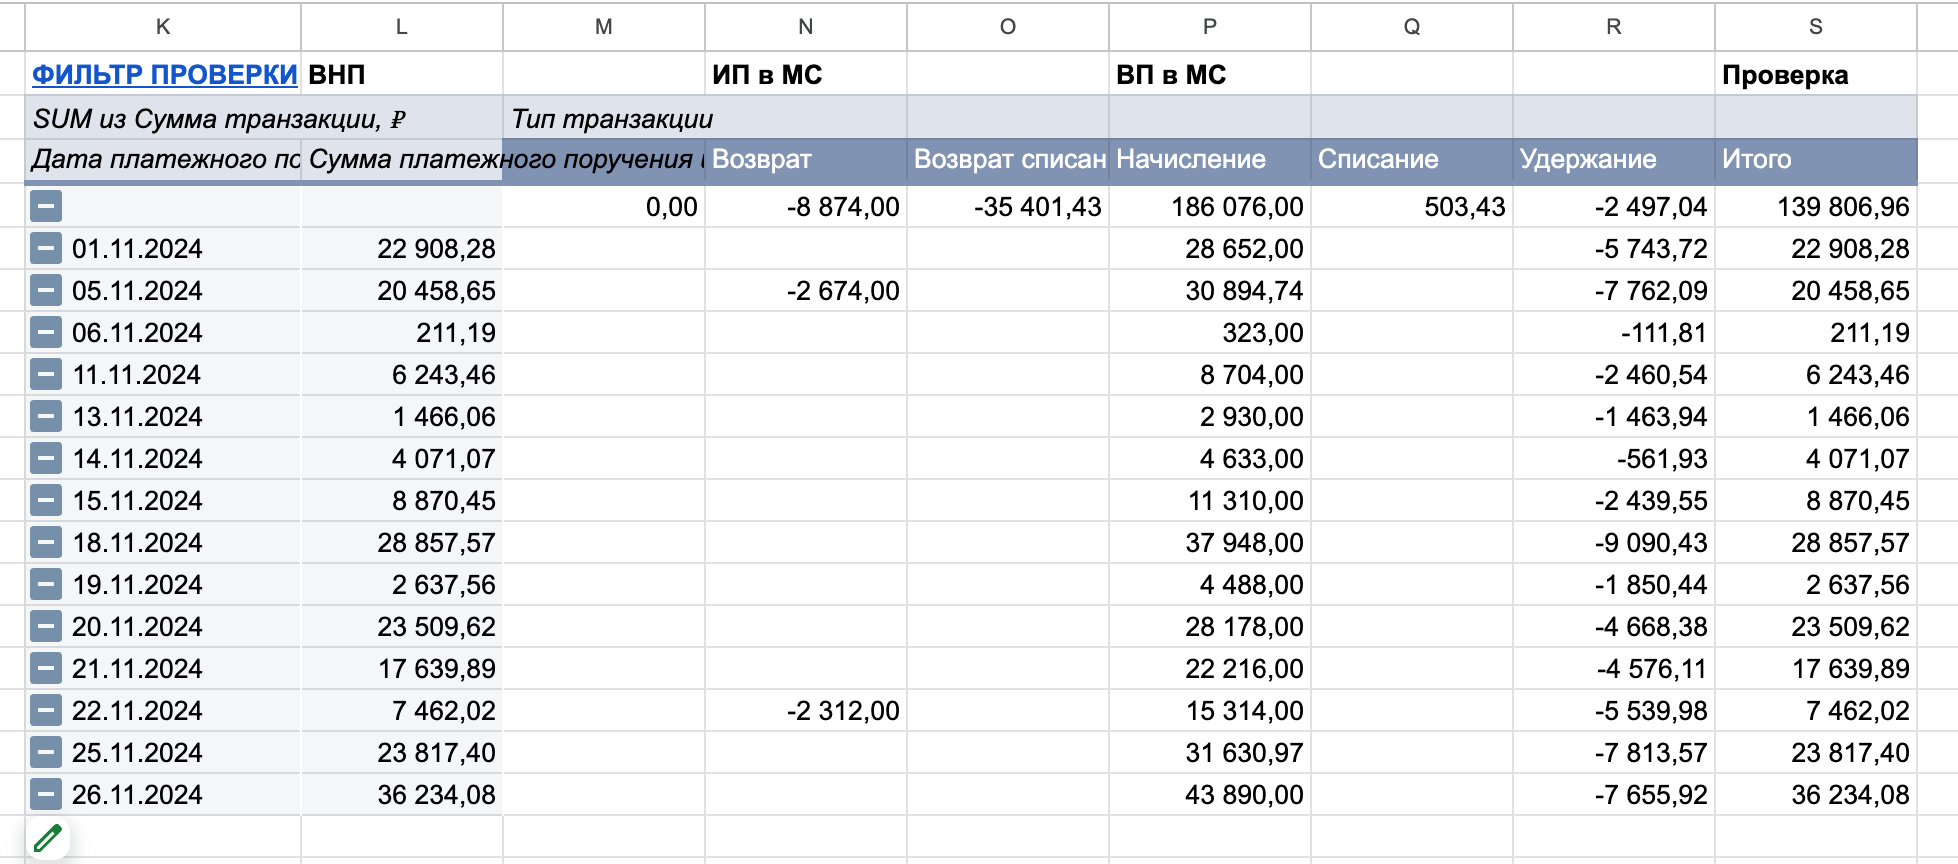 K L M N O P Q R S
ФИЛЬТР ПРОВЕРКИ ВНП ИП в МС ВП в МС Проверка
SUM из Сумма транзакции, ₽ Тип транзакции
Дата платежного по Сумма платежного поручения Возврат Возврат списан Начисление Списание Удержание Итого
0,00 -8 874,00 -35 401,43 186 076,00 503,43 -2 497,04 139 806,96
01.11.2024 22 908,28 28 652,00 -5 743,72 22 908,28
05.11.2024 20 458,65 -2 674,00 30 894,74 -7 762,09 20 458,65
06.11.2024 211,19 323,00 -111,81 211,19
11.11.2024 6 243,46 8 704,00 -2 460,54 6 243,46
13.11.2024 1 466,06 2 930,00 -1 463,94 1 466,06
14.11.2024 4 071,07 4 633,00 -561,93 4 071,07
15.11.2024 8 870,45 11 310,00 -2 439,55 8 870,45
18.11.2024 28 857,57 37 948,00 -9 090,43 28 857,57
19.11.2024 2 637,56 4 488,00 -1 850,44 2 637,56
20.11.2024 23 509,62 28 178,00 -4 668,38 23 509,62
21.11.2024 17 639,89 22 216,00 -4 576,11 17 639,89
22.11.2024 7 462,02 -2 312,00 15 314,00 -5 539,98 7 462,02
25.11.2024 23 817,40 31 630,97 -7 813,57 23 817,40
26.11.2024 36 234,08 43 890,00 -7 655,92 36 234,08